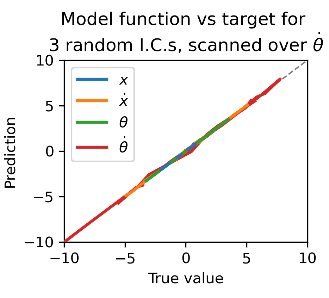 Model function vs target for
3 random I.C.s, scanned over θ̇
10
5
0
−5
−10
−10
−5
0
5
10
Prediction
True value
x
ẋ
θ
θ̇